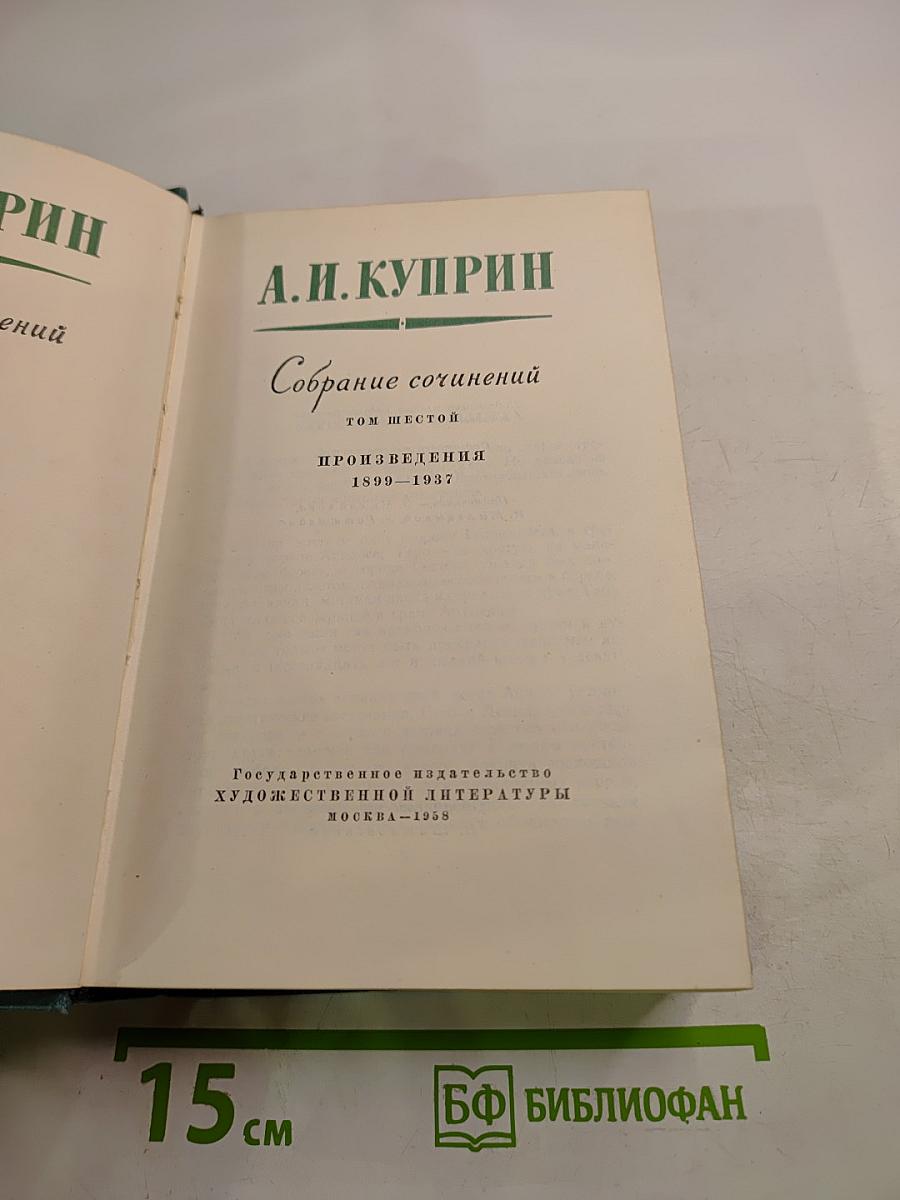 РИН
ений
А. И. КУПРИН
Собрание сочинений
ТОМ ШЕСТОЙ
ПРОИЗВЕДЕНИЯ
1899—1937
Государственное издательство
ХУДОЖЕСТВЕННОЙ ЛИТЕРАТУРЫ
МОСКВА—1958
15 см
БФ БИБЛИОФАН